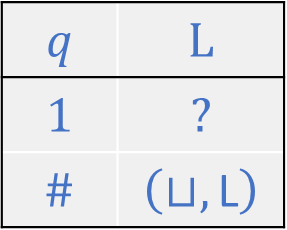 q L
1 ?
# (⊔, L)